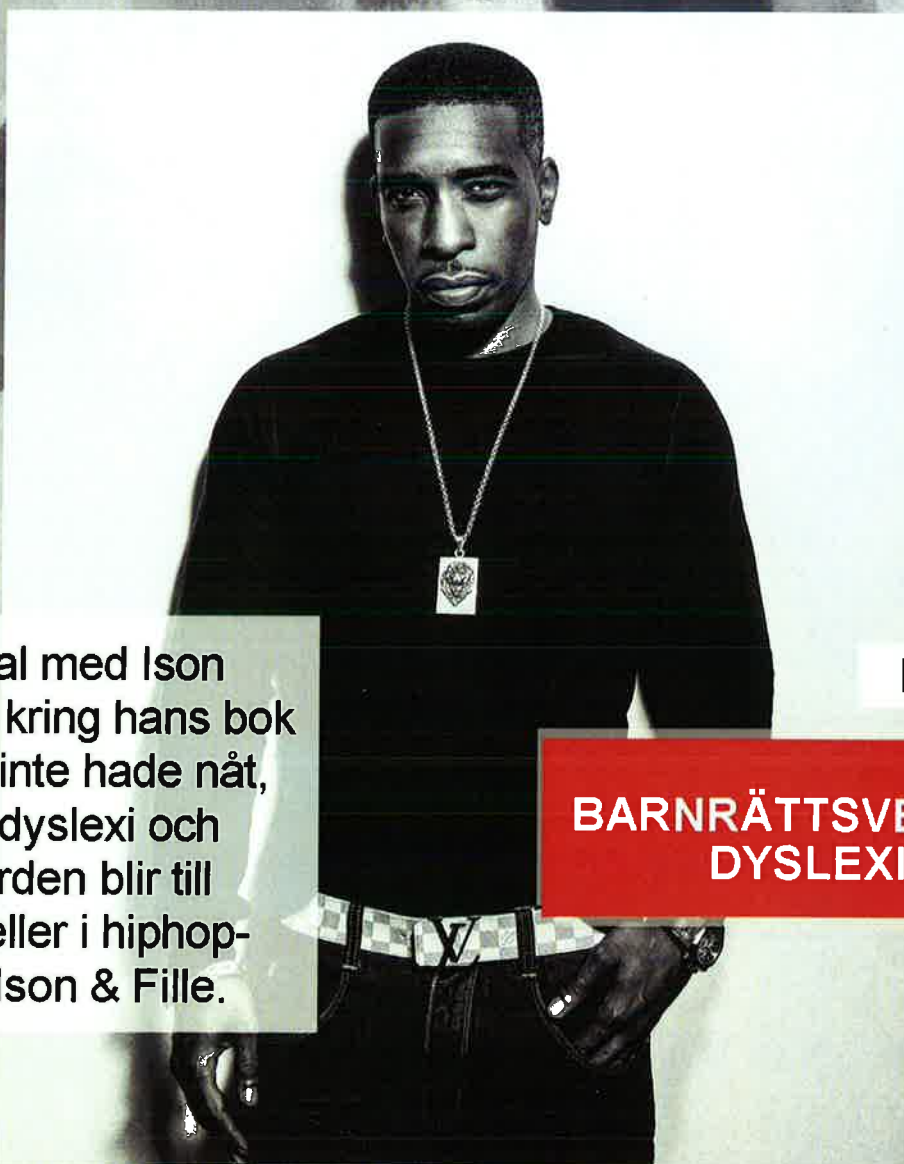 al med Ison
kring hans bok
inte hade nåt,
dyslexi och
rden blir till
eller i hiphop-
Ison & Fille.
BARNRÄTTSVE
DYSLEXI